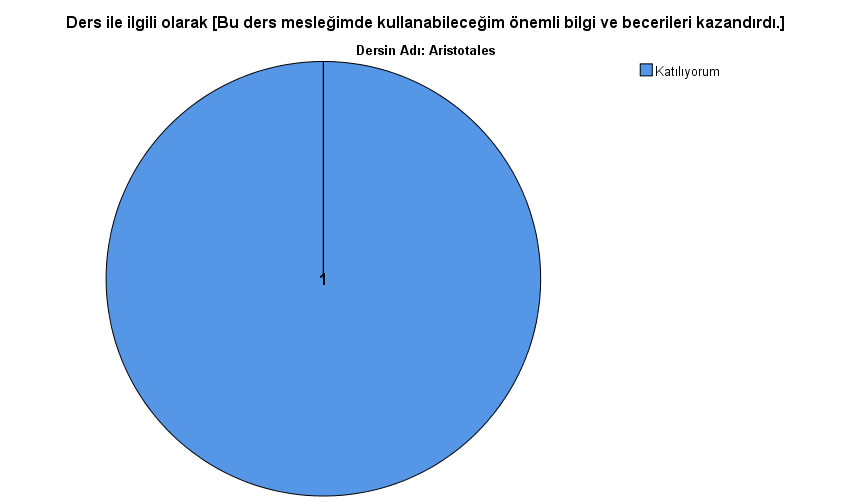 Ders ile ilgili olarak [Bu ders mesleğimde kullanabileceğim önemli bilgi ve becerileri kazandırdı.]
Dersin Adı: Aristotales
Katılıyorum
1